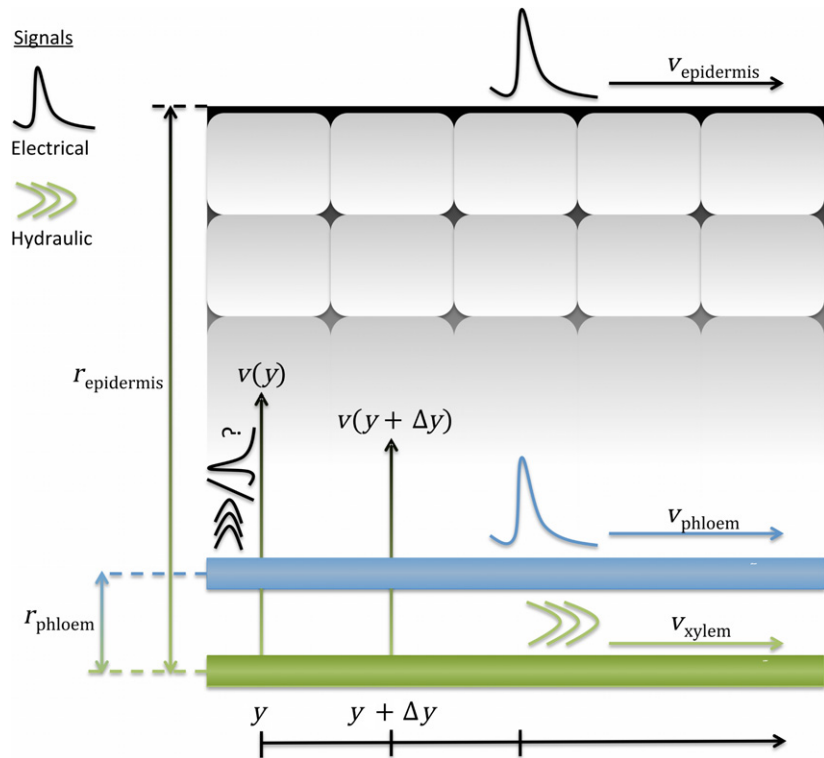 Signals
Electrical
Hydraulic
v_epidermis
r_epidermis
v(y)
v(y + Δy)
?
v_phloem
r_phloem
v_xylem
y
y + Δy